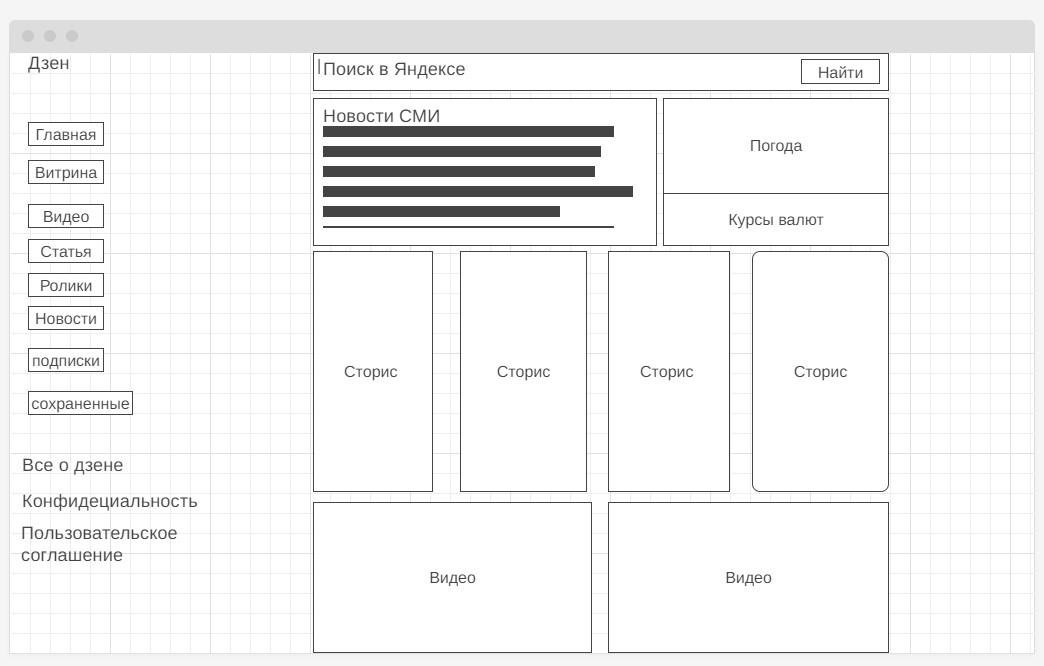 Дзен
Главная
Витрина
Видео
Статья
Ролики
Новости
подписки
сохраненные
Все о дзене
Конфидециальность
Пользовательское
соглашение
Поиск в Яндексе
Найти
Новости СМИ
Погода
Курсы валют
Сторис
Сторис
Сторис
Сторис
Видео
Видео